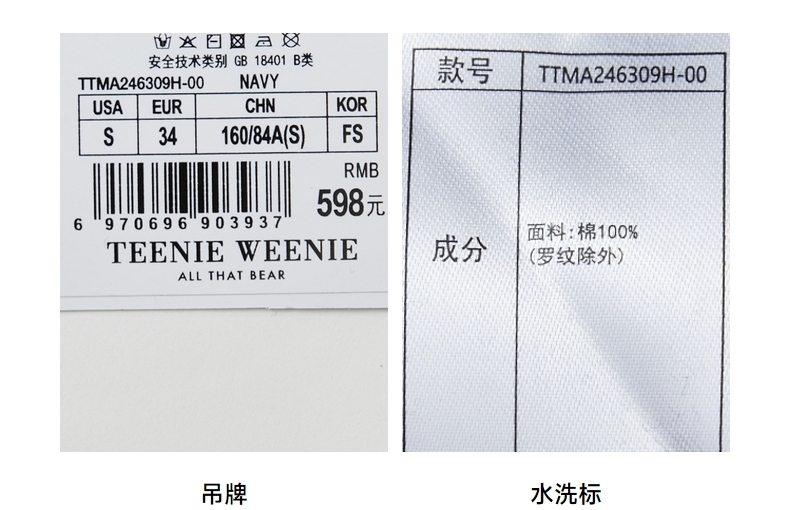 安全技术类别 GB 18401 B类
TTMA246309H-00 NAVY
USA EUR CHN KOR
S 34 160/84A(S) FS
RMB
598元
6 970696 903937
TEENIE WEENIE
ALL THAT BEAR
吊牌
款号 TTMA246309H-00
成分 面料:棉100%
(罗纹除外)
水洗标